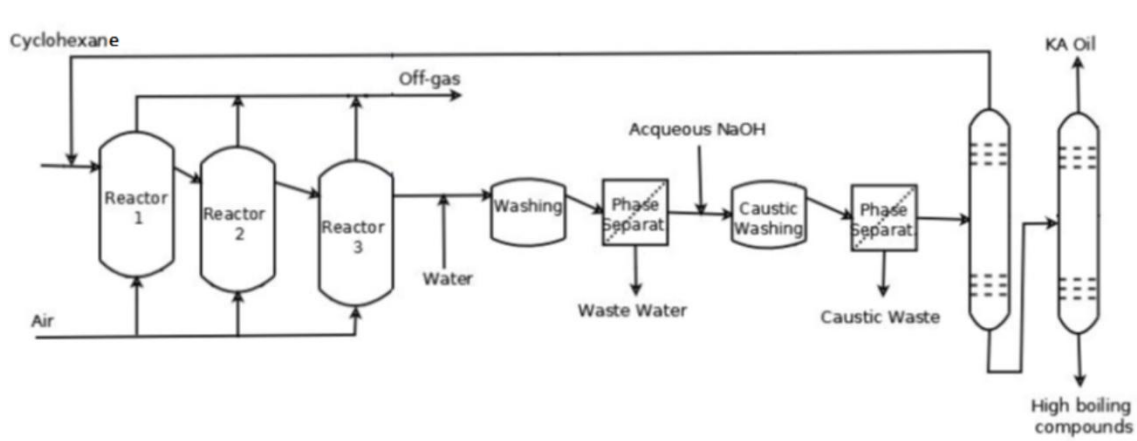 Cyclohexane
KA Oil
Off-gas
Acqueous NaOH
Reactor
1
Reactor
2
Reactor
3
Washing
Phase
Separat.
Caustic
Washing
Phase
Separat.
Water
Waste Water
Caustic Waste
Air
High boiling
compounds